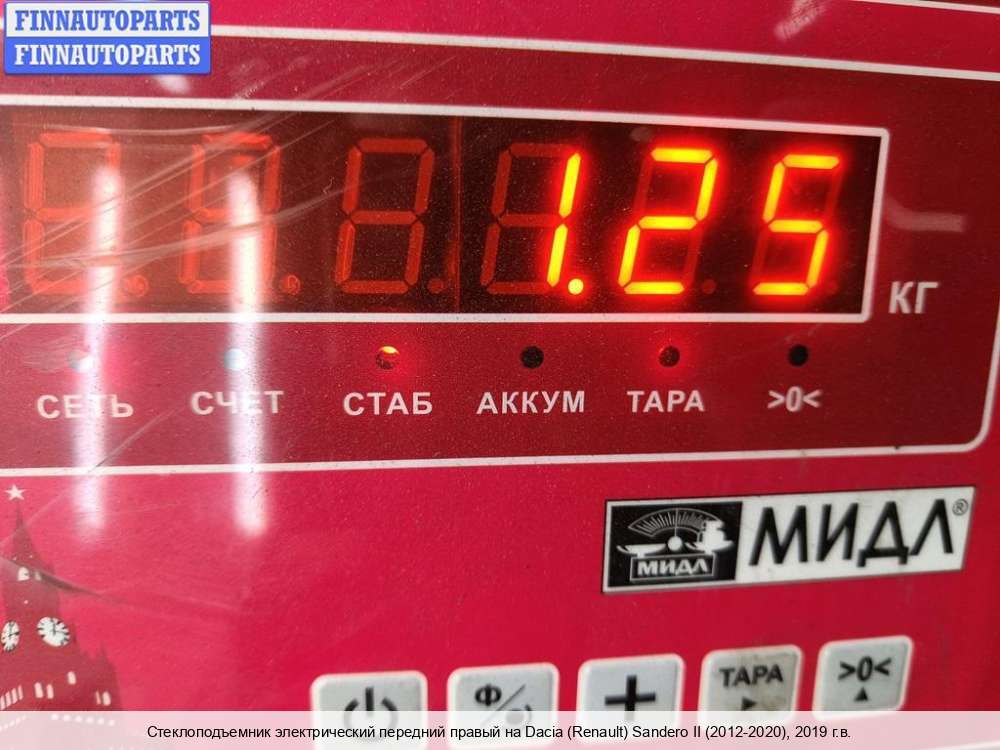 FINNAUTOPARTS
FINNAUTOPARTS
1.25
КГ
СЕТЬ СЧЕТ СТАБ АККУМ ТАРА >0<
МИДЛ МИДЛ®
Ф ТАРА >0<
Стеклоподъемник электрический передний правый на Dacia (Renault) Sandero II (2012-2020), 2019 г.в.